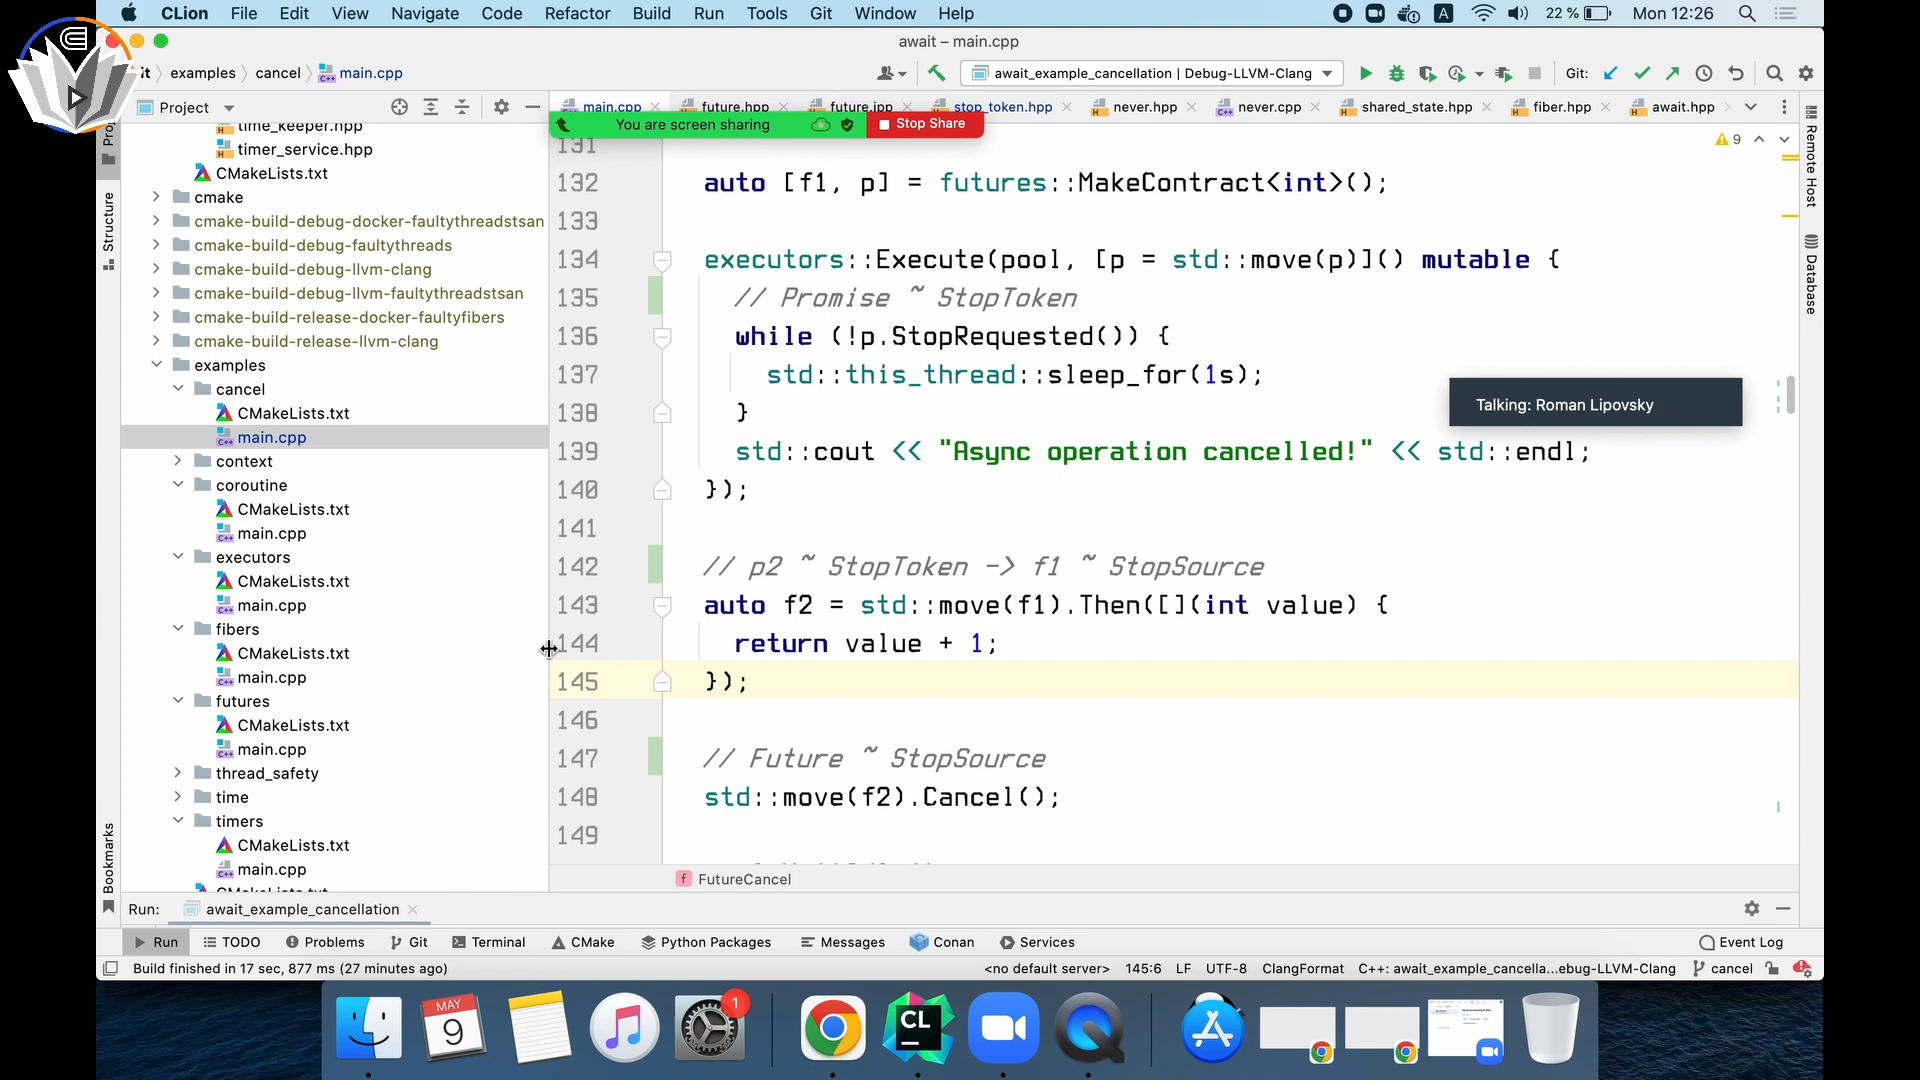 CLion File Edit View Navigate Code Refactor Build Run Tools Git Window Help
A 22 % Mon 12:26
await – main.cpp
it examples cancel main.cpp
await_example_cancellation | Debug-LLVM-Clang
Git:
Project
main.cpp future.hpp future.ipp stop_token.hpp never.hpp never.cpp shared_state.hpp fiber.hpp await.hpp
You are screen sharing Stop Share
9
time_keeper.hpp
timer_service.hpp
CMakeLists.txt
cmake
cmake-build-debug-docker-faultythreadstsan
cmake-build-debug-faultythreads
cmake-build-debug-llvm-clang
cmake-build-debug-llvm-faultythreadstsan
cmake-build-release-docker-faultyfibers
cmake-build-release-llvm-clang
examples
cancel
CMakeLists.txt
main.cpp
context
coroutine
CMakeLists.txt
main.cpp
executors
CMakeLists.txt
main.cpp
fibers
CMakeLists.txt
main.cpp
futures
CMakeLists.txt
main.cpp
thread_safety
time
timers
CMakeLists.txt
main.cpp
CMakeLists.txt
Structure
Bookmarks
Remote Host
Database
131
132 auto [f1, p] = futures::MakeContract<int>();
133
134 executors::Execute(pool, [p = std::move(p)]() mutable {
135 // Promise ~ StopToken
136 while (!p.StopRequested()) {
137 std::this_thread::sleep_for(1s);
138 }
139 std::cout << "Async operation cancelled!" << std::endl;
140 });
141
142 // p2 ~ StopToken -> f1 ~ StopSource
143 auto f2 = std::move(f1).Then([](int value) {
144 return value + 1;
145 });
146
147 // Future ~ StopSource
148 std::move(f2).Cancel();
149
Talking: Roman Lipovsky
f FutureCancel
Run: await_example_cancellation
Run TODO Problems Git Terminal CMake Python Packages Messages Conan Services Event Log
Build finished in 17 sec, 877 ms (27 minutes ago)
<no default server> 145:6 LF UTF-8 ClangFormat C++: await_example_cancella...ebug-LLVM-Clang cancel
MAY
9
1
CL